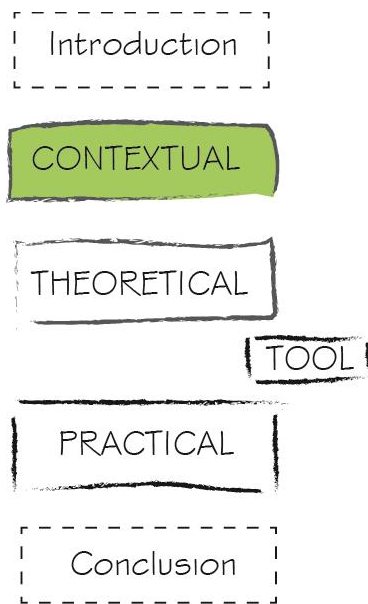 Introduction
CONTEXTUAL
THEORETICAL
TOOL
PRACTICAL
Conclusion